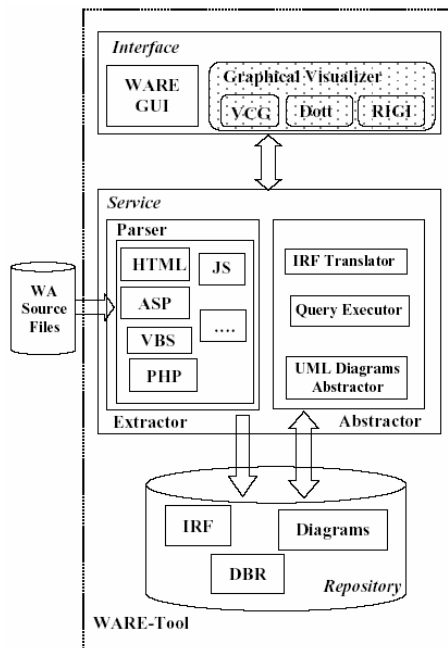 Interface
WARE
GUI
Graphical Visualizer
VCG
Dott
RIGI
Service
Parser
HTML
JS
ASP
....
VBS
PHP
Extractor
IRF Translator
Query Executor
UML Diagrams
Abstractor
Abstractor
WA
Source
Files
IRF
Diagrams
DBR
Repository
WARE-Tool